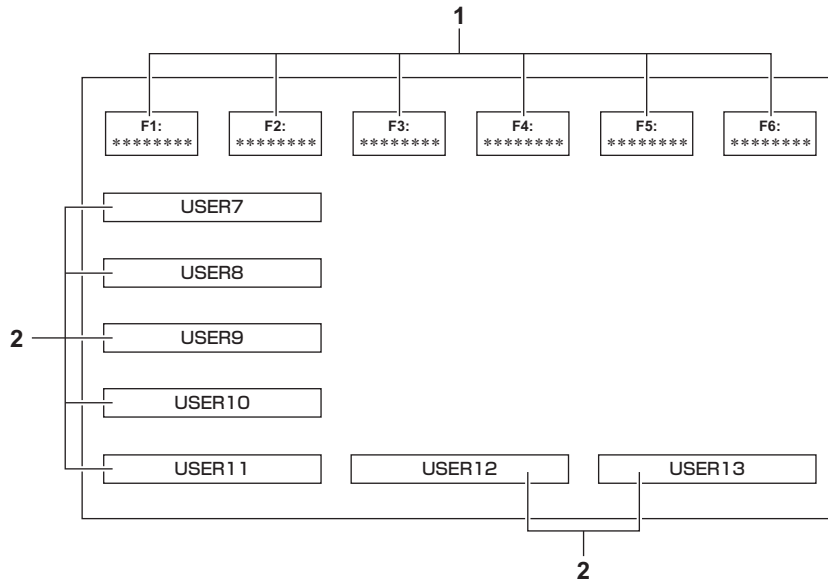 1
F1: F2: F3: F4: F5: F6:
******** ******** ******** ******** ******** ********
USER7
USER8
2 USER9
USER10
USER11 USER12 USER13
2